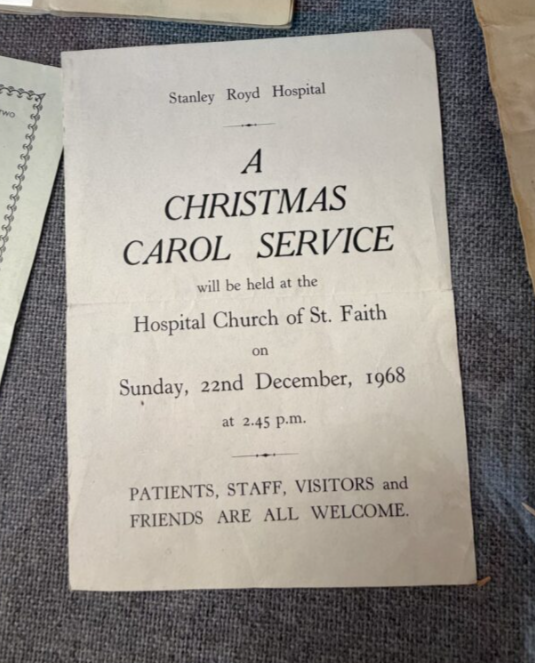 Stanley Royd Hospital
A
CHRISTMAS
CAROL SERVICE
will be held at the
Hospital Church of St. Faith
on
Sunday, 22nd December, 1968
at 2.45 p.m.
PATIENTS, STAFF, VISITORS and
FRIENDS ARE ALL WELCOME.
two